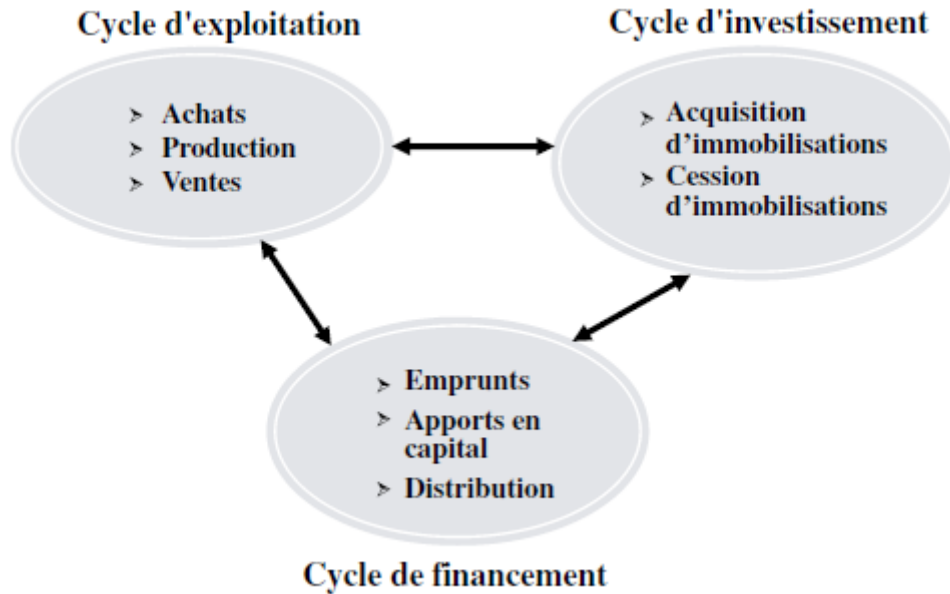 Cycle d'exploitation
Achats
Production
Ventes
Cycle d'investissement
Acquisition
d’immobilisations
Cession
d’immobilisations
Emprunts
Apports en
capital
Distribution
Cycle de financement